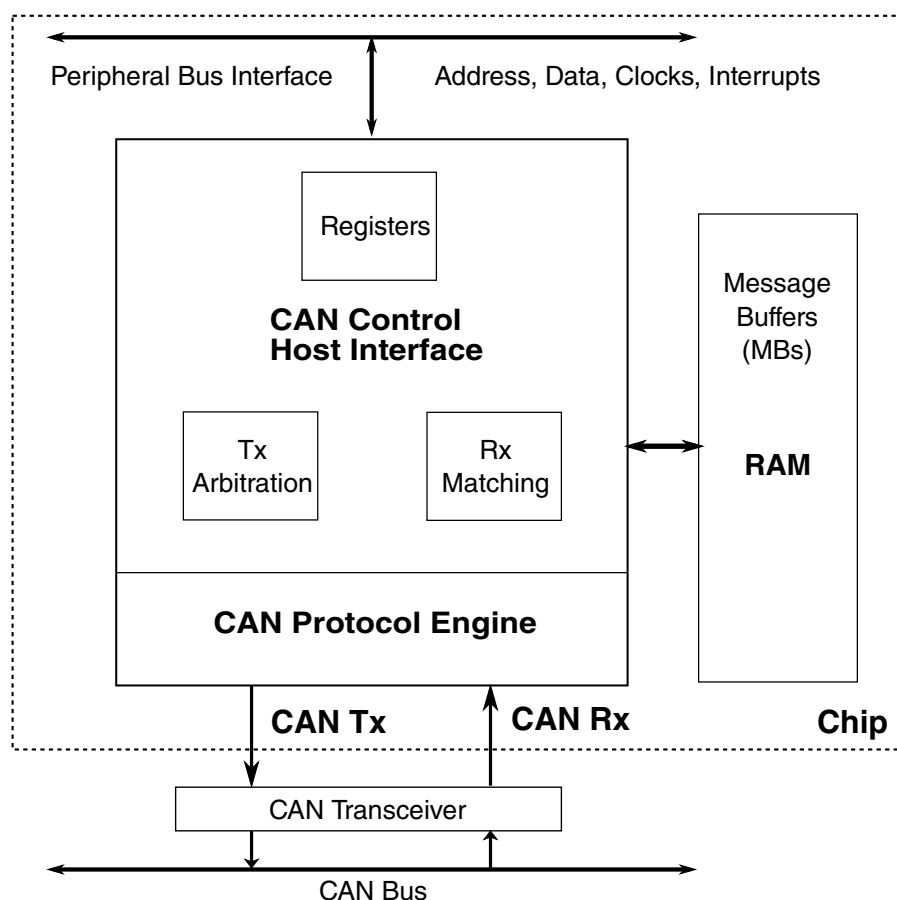 Peripheral Bus Interface
Address, Data, Clocks, Interrupts
Registers
CAN Control
Host Interface
Tx
Arbitration
Rx
Matching
Message
Buffers
(MBs)
RAM
CAN Protocol Engine
CAN Tx
CAN Rx
Chip
CAN Transceiver
CAN Bus